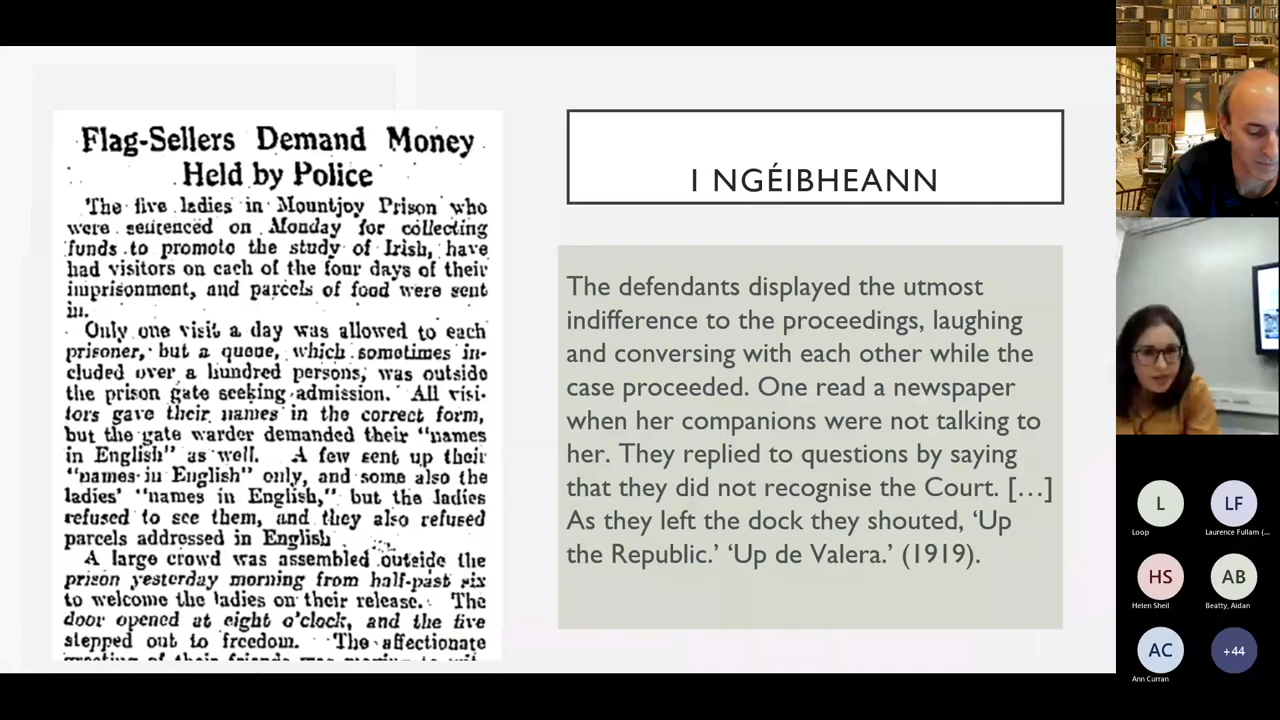 Flag-Sellers Demand Money
Held by Police
The five ladies in Mountjoy Prison who
were sentenced on Monday for collecting
funds to promote the study of Irish, have
had visitors on each of the four days of their
imprisonment, and parcels of food were sent
in.
Only one visit a day was allowed to each
prisoner, but a queue, which sometimes in-
cluded over a hundred persons, was outside
the prison gate seeking admission. All visi-
tors gave their names in the correct form,
but the gate warder demanded their "names
in English" as well. A few sent up their
"names in English" only, and some also the
ladies' "names in English," but the ladies
refused to see them, and they also refused
parcels addressed in English
A large crowd was assembled outside the
prison yesterday morning from half-past six
to welcome the ladies on their release. The
door opened at eight o'clock, and the five
stepped out to freedom. The affectionate
greeting of their friends was
I NGÉIBHEANN
The defendants displayed the utmost
indifference to the proceedings, laughing
and conversing with each other while the
case proceeded. One read a newspaper
when her companions were not talking to
her. They replied to questions by saying
that they did not recognise the Court. […]
As they left the dock they shouted, ‘Up
the Republic.’ ‘Up de Valera.’ (1919).
L
Loop
LF
Laurence Fullam (...
HS
Helen Sheil
AB
Beatty, Aidan
AC
Ann Curran
+44